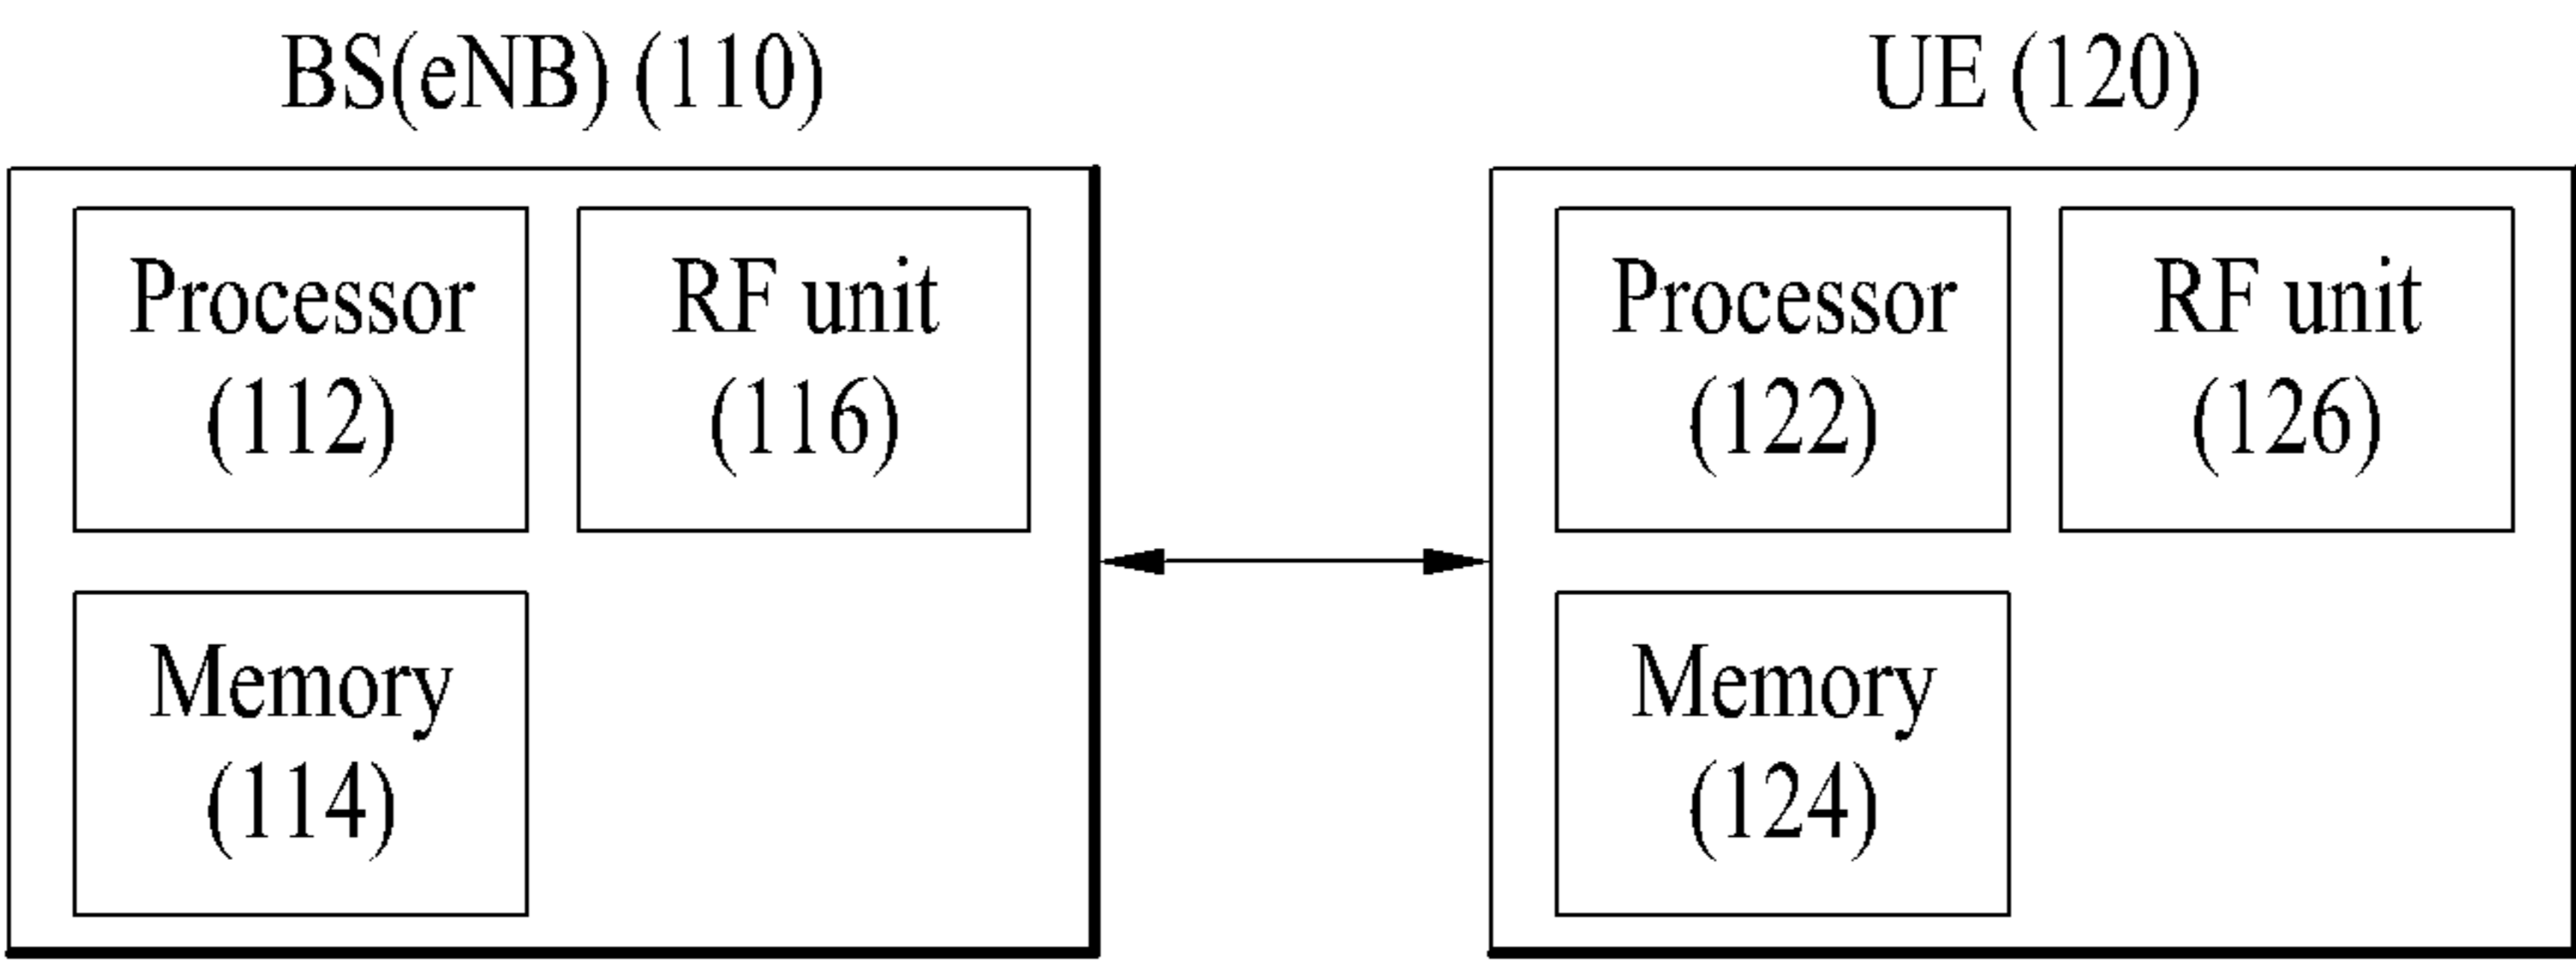 BS(eNB) (110)
Processor
(112)
RF unit
(116)
Memory
(114)
UE (120)
Processor
(122)
RF unit
(126)
Memory
(124)